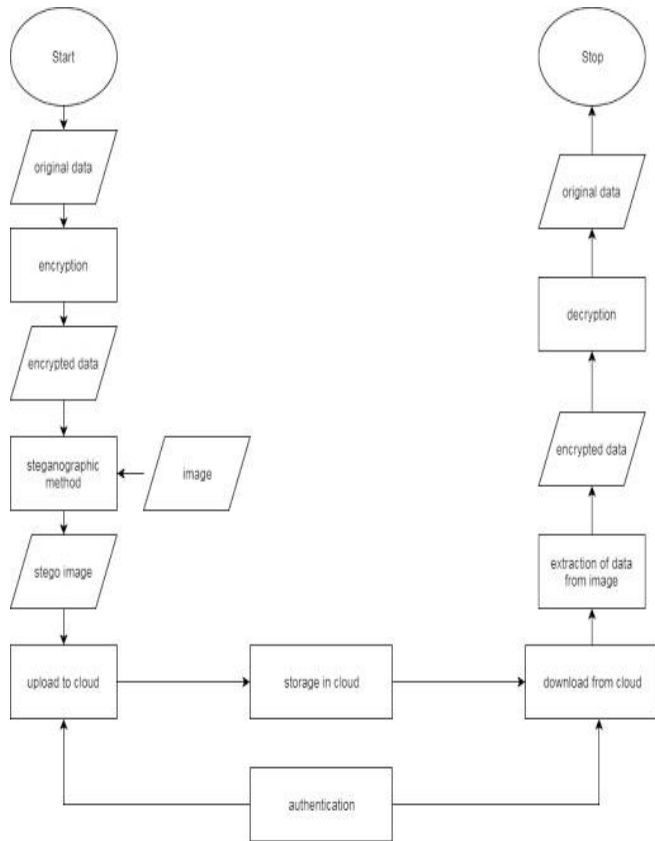 Start
original data
encryption
encrypted data
steganographic
method
image
stego image
upload to cloud
storage in cloud
authentication
download from cloud
extraction of data
from image
encrypted data
decryption
original data
Stop